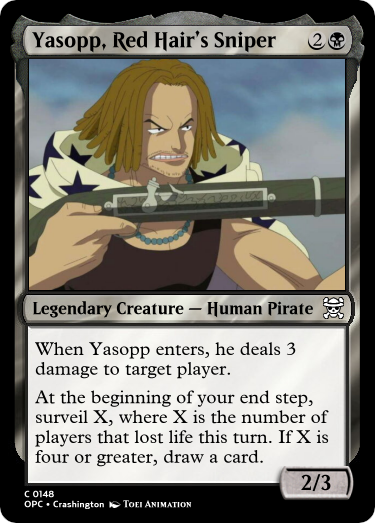 Yasopp, Red Hair's Sniper 2
Legendary Creature — Human Pirate
When Yasopp enters, he deals 3
damage to target player.
At the beginning of your end step,
surveil X, where X is the number of
players that lost life this turn. If X is
four or greater, draw a card.
2/3
C 0148
OPC • Crashington Toei Animation